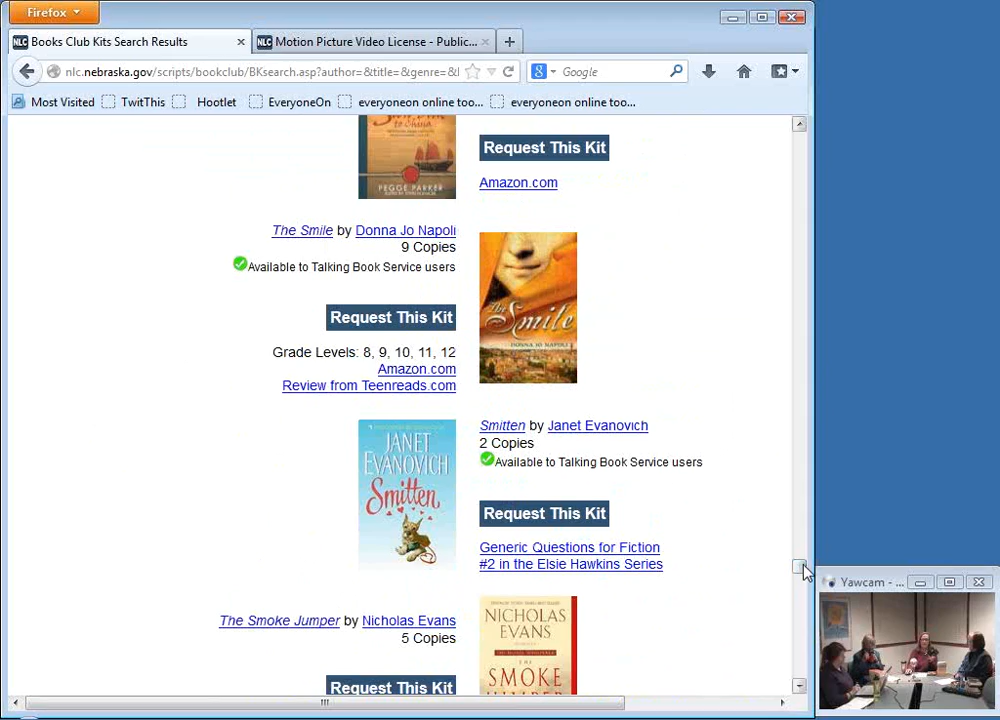 Firefox
NLC Books Club Kits Search Results
NLC Motion Picture Video License - Public...
nlc.nebraska.gov/scripts/bookclub/BKsearch.asp?author=&title=&genre=&l
8 Google
Most Visited TwitThis Hootlet EveryoneOn everyoneon online too... everyoneon online too...
PEGGE PARKER
Request This Kit
Amazon.com
The Smile by Donna Jo Napoli
9 Copies
Available to Talking Book Service users
Request This Kit
Grade Levels: 8, 9, 10, 11, 12
Amazon.com
Review from Teenreads.com
The
Smile
DONNA JO NAPOLI
JANET
EVANOVICH
Smitten
Smitten by Janet Evanovich
2 Copies
Available to Talking Book Service users
Request This Kit
Generic Questions for Fiction
#2 in the Elsie Hawkins Series
The Smoke Jumper by Nicholas Evans
5 Copies
Request This Kit
NICHOLAS
EVANS
THE
SMOKE
JUMPER
Yawcam - ...